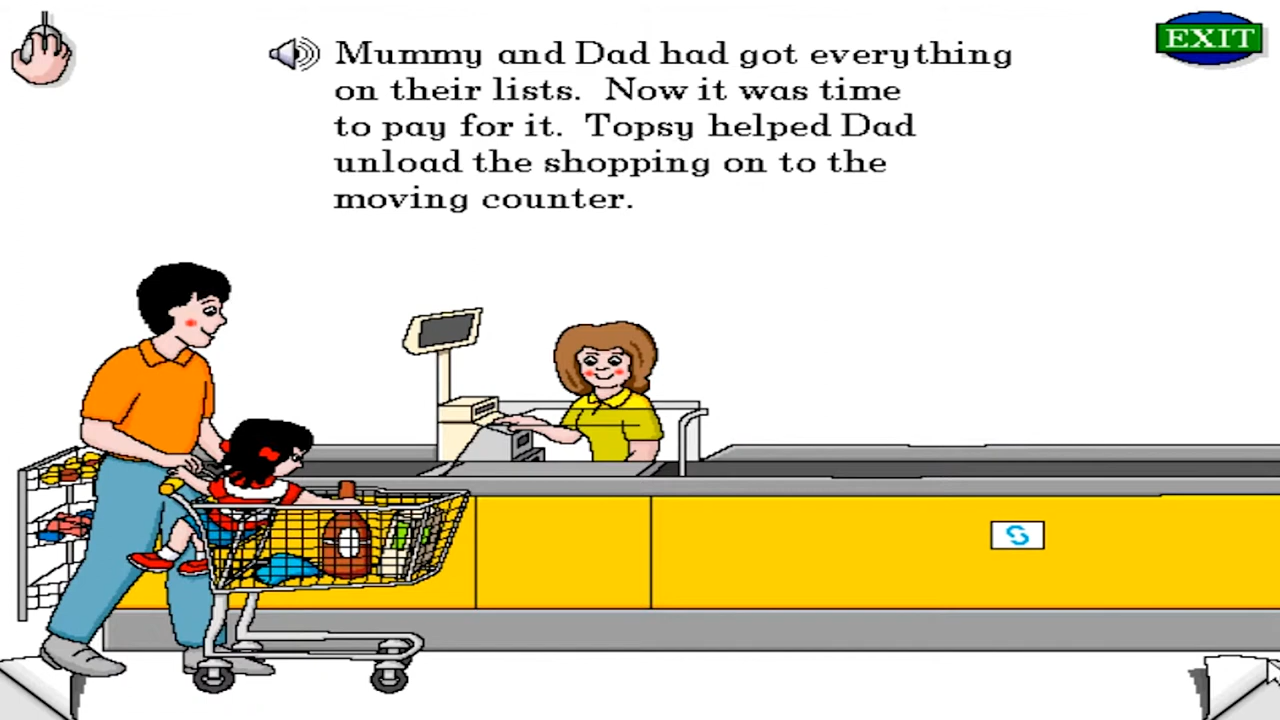 EXIT
Mummy and Dad had got everything
on their lists. Now it was time
to pay for it. Topsy helped Dad
unload the shopping on to the
moving counter.
S